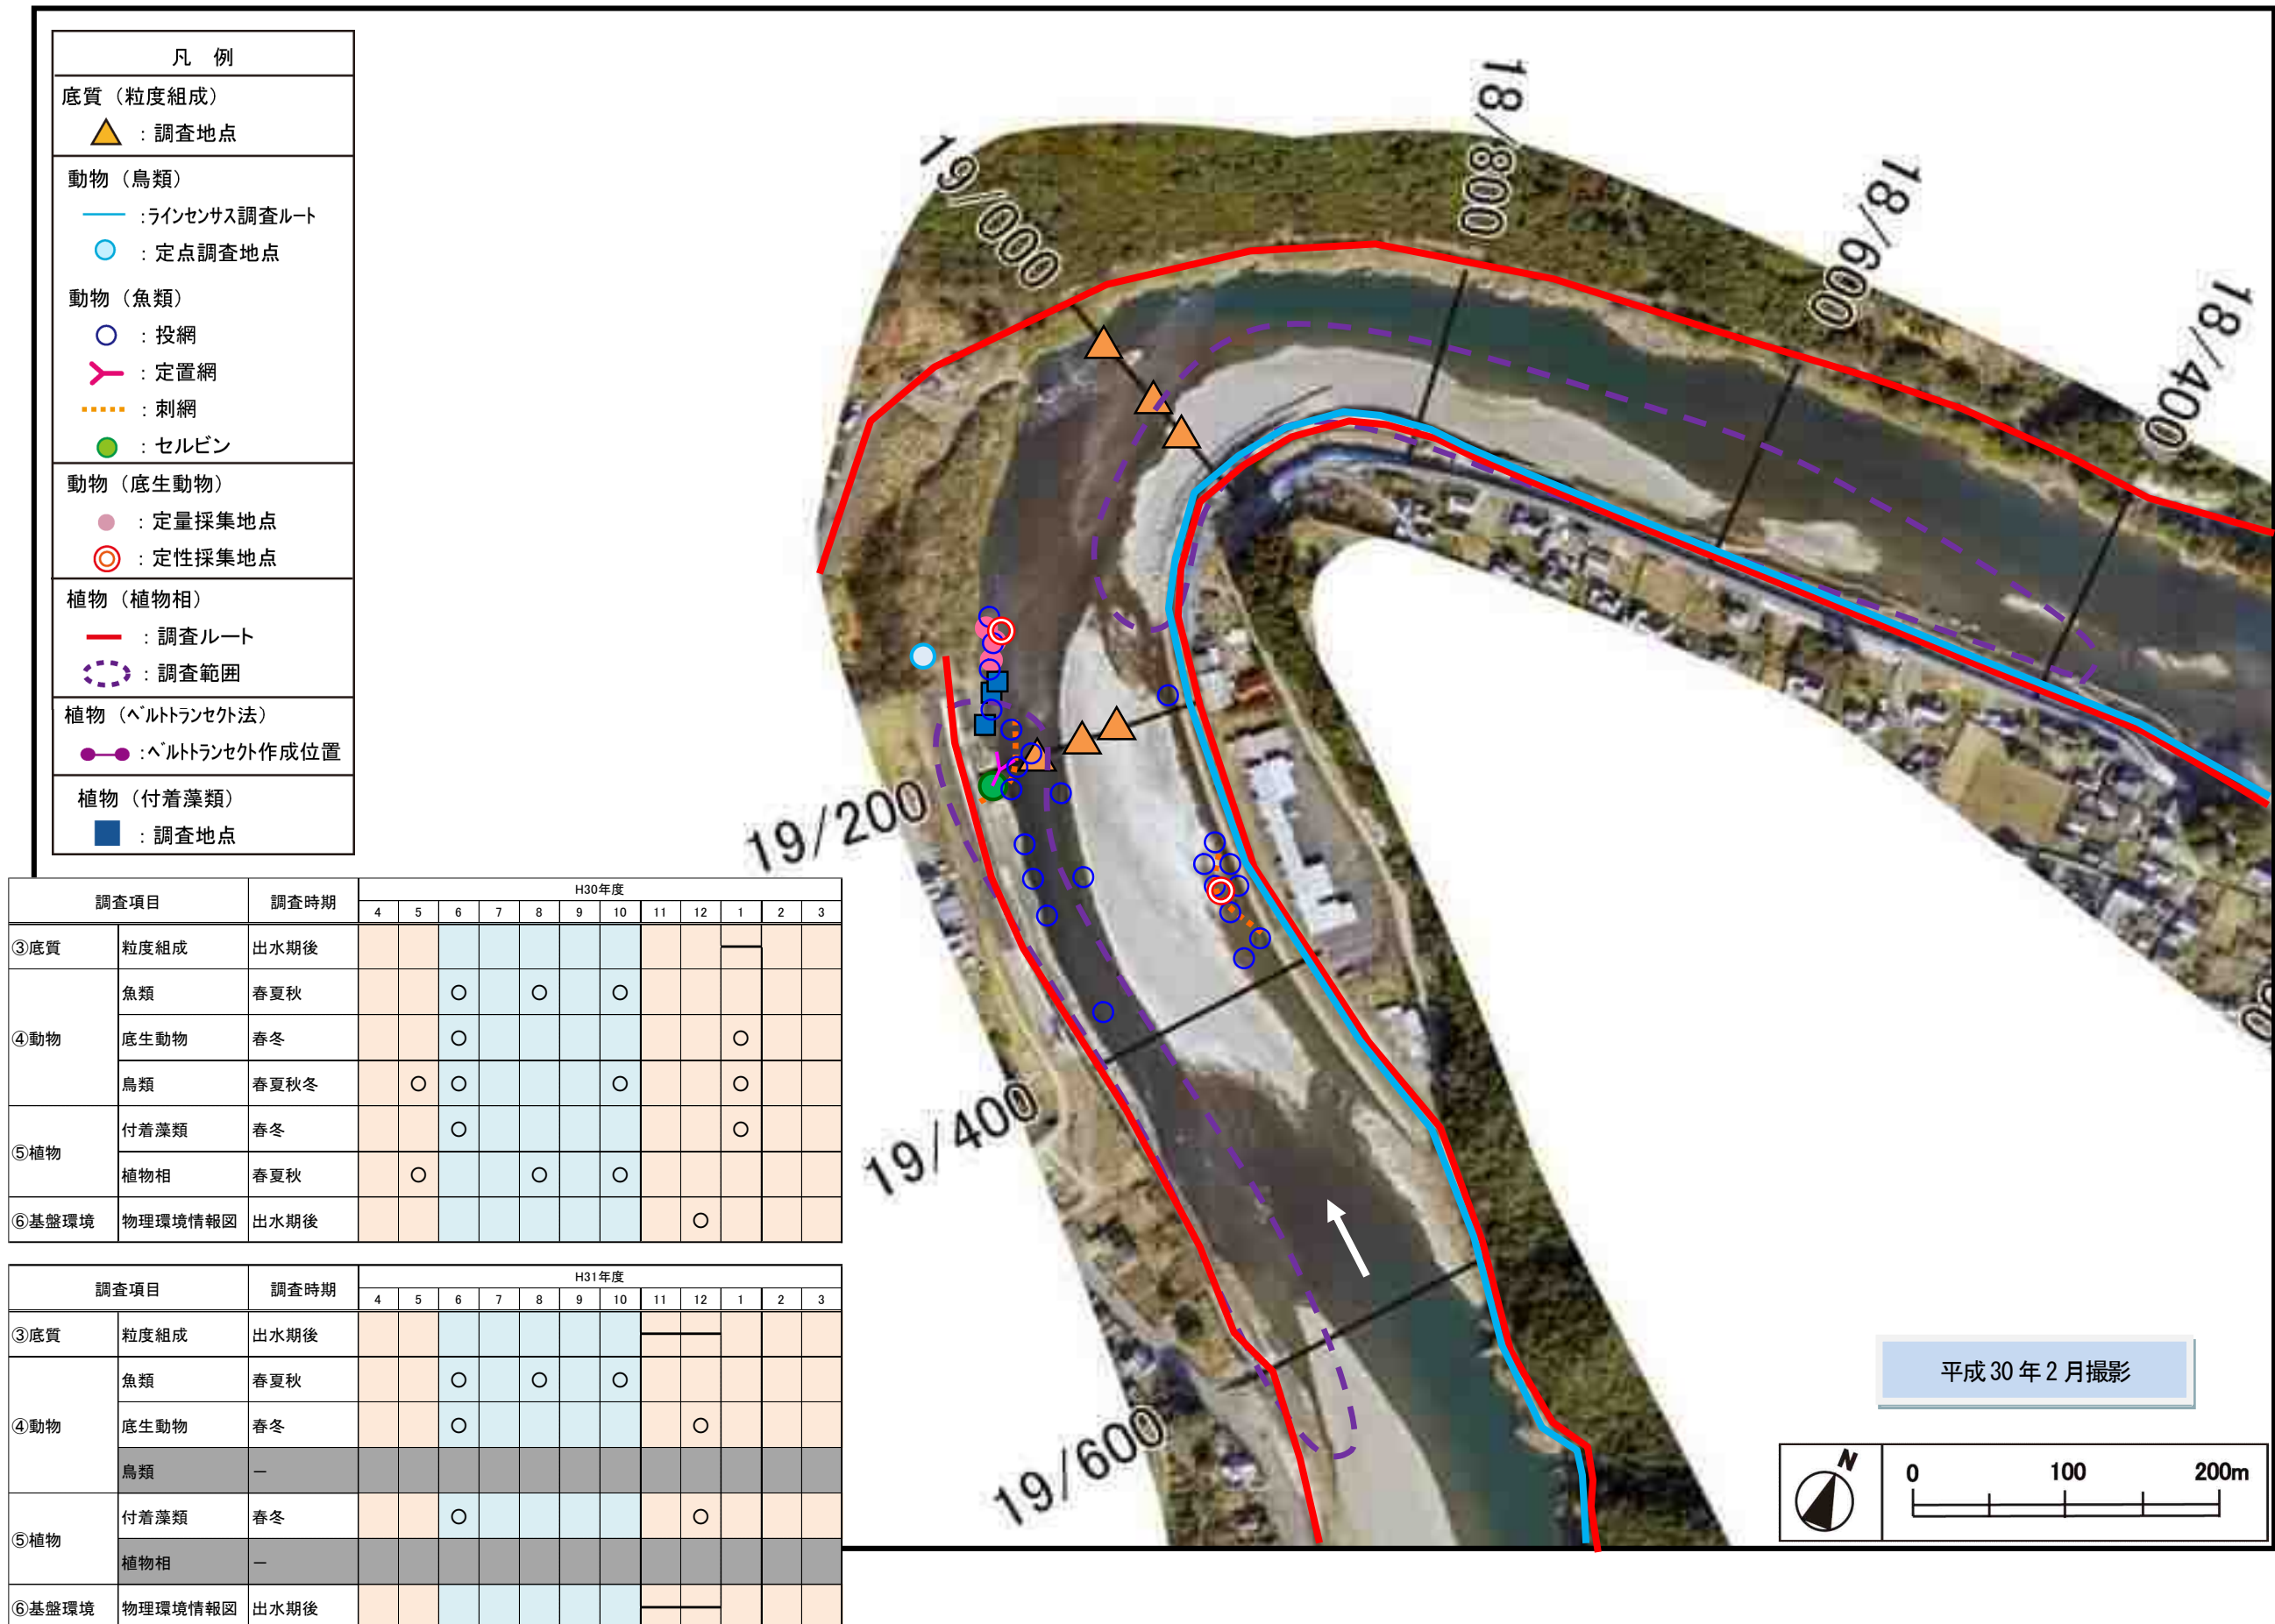 凡 例
底質（粒度組成）
：調査地点
動物（鳥類）
：ラインセンサス調査ルート
：定点調査地点
動物（魚類）
：投網
：定置網
：刺網
：セルビン
動物（底生動物）
：定量採集地点
：定性採集地点
植物（植物相）
：調査ルート
：調査範囲
植物（ベルトトランセクト法）
：ベルトトランセクト作成位置
植物（付着藻類）
：調査地点
19/000
18/800
18/600
18/400
19/200
19/400
19/600
調査項目 調査時期 H30年度
4 5 6 7 8 9 10 11 12 1 2 3
③底質 粒度組成 出水期後
④動物 魚類 春夏秋 ○ ○ ○
底生動物 春冬 ○ ○
鳥類 春夏秋冬 ○ ○ ○ ○
⑤植物 付着藻類 春冬 ○ ○
植物相 春夏秋 ○ ○ ○
⑥基盤環境 物理環境情報図 出水期後 ○
調査項目 調査時期 H31年度
4 5 6 7 8 9 10 11 12 1 2 3
③底質 粒度組成 出水期後
④動物 魚類 春夏秋 ○ ○ ○
底生動物 春冬 ○ ○
鳥類 －
⑤植物 付着藻類 春冬 ○ ○
植物相 －
⑥基盤環境 物理環境情報図 出水期後
平成30年2月撮影
N
0 100 200m